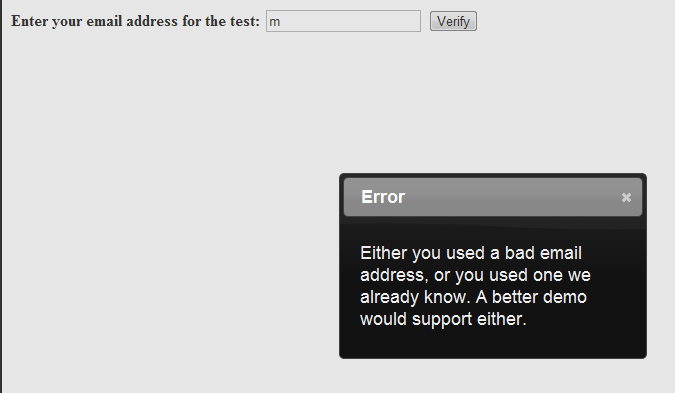 Enter your email address for the test: m Verify
Error
Either you used a bad email
address, or you used one we
already know. A better demo
would support either.